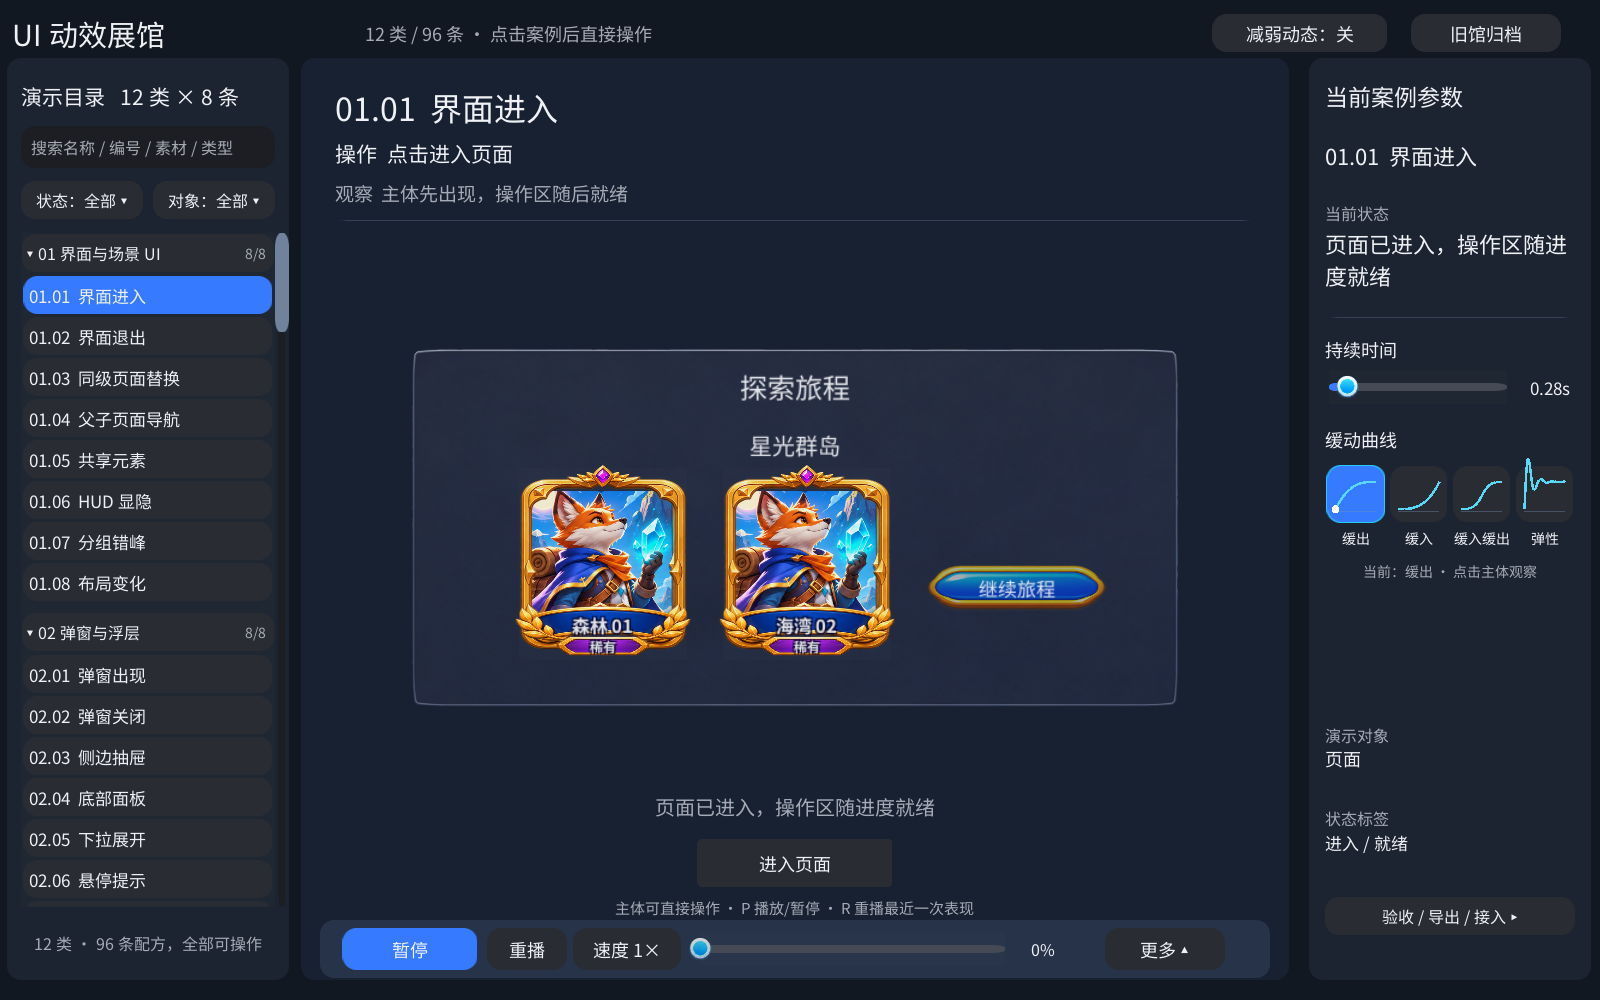 UI 动效展馆
12 类 / 96 条 · 点击案例后直接操作
减弱动态：关
旧馆归档
演示目录 12 类 × 8 条
搜索名称 / 编号 / 素材 / 类型
状态：全部 ▾
对象：全部 ▾
▾ 01 界面与场景 UI 8/8
01.01 界面进入
01.02 界面退出
01.03 同级页面替换
01.04 父子页面导航
01.05 共享元素
01.06 HUD 显隐
01.07 分组错峰
01.08 布局变化
▾ 02 弹窗与浮层 8/8
02.01 弹窗出现
02.02 弹窗关闭
02.03 侧边抽屉
02.04 底部面板
02.05 下拉展开
02.06 悬停提示
12 类 · 96 条配方，全部可操作
01.01 界面进入
操作 点击进入页面
观察 主体先出现，操作区随后就绪
探索旅程
星光群岛
森林.01
稀有
海湾.02
稀有
继续旅程
页面已进入，操作区随进度就绪
进入页面
主体可直接操作 · P 播放/暂停 · R 重播最近一次表现
暂停
重播
速度 1×
0%
更多 ▴
当前案例参数
01.01 界面进入
当前状态
页面已进入，操作区随进
度就绪
持续时间
0.28s
缓动曲线
缓出
缓入
缓入缓出
弹性
当前：缓出 · 点击主体观察
演示对象
页面
状态标签
进入 / 就绪
验收 / 导出 / 接入 ▸